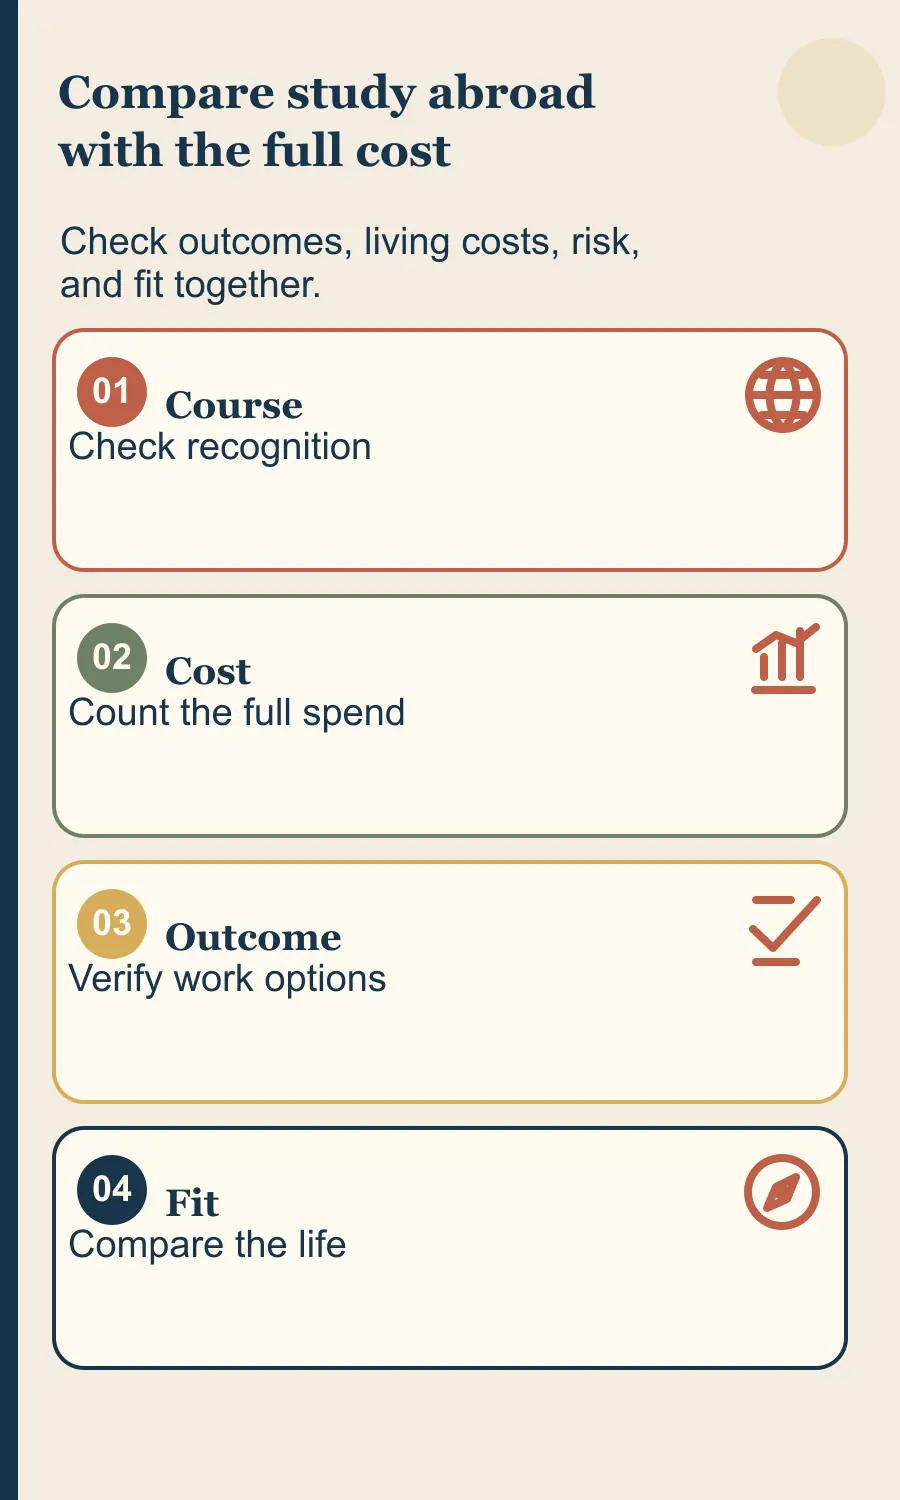 Compare study abroad
with the full cost
Check outcomes, living costs, risk,
and fit together.
01
Course
Check recognition
02
Cost
Count the full spend
03
Outcome
Verify work options
04
Fit
Compare the life